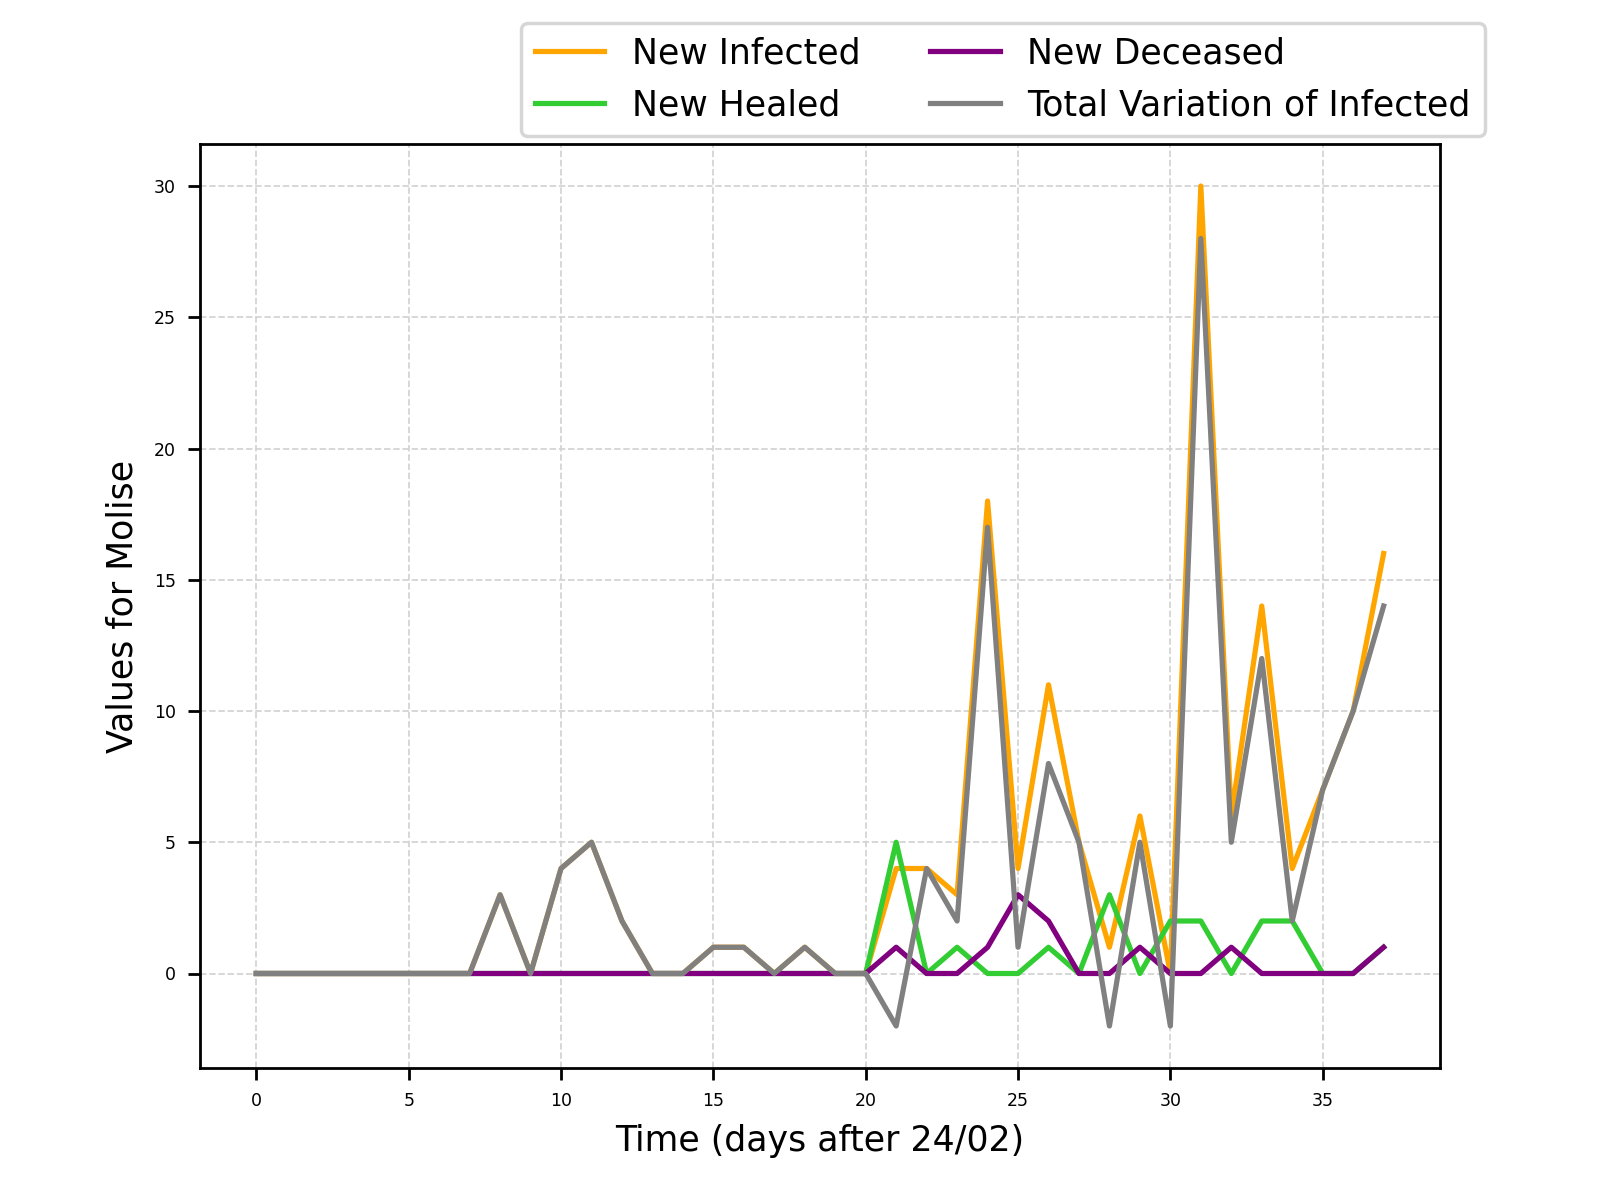 New Infected
New Healed
New Deceased
Total Variation of Infected
30
25
20
15
10
5
0
Values for Molise
0 5 10 15 20 25 30 35
Time (days after 24/02)